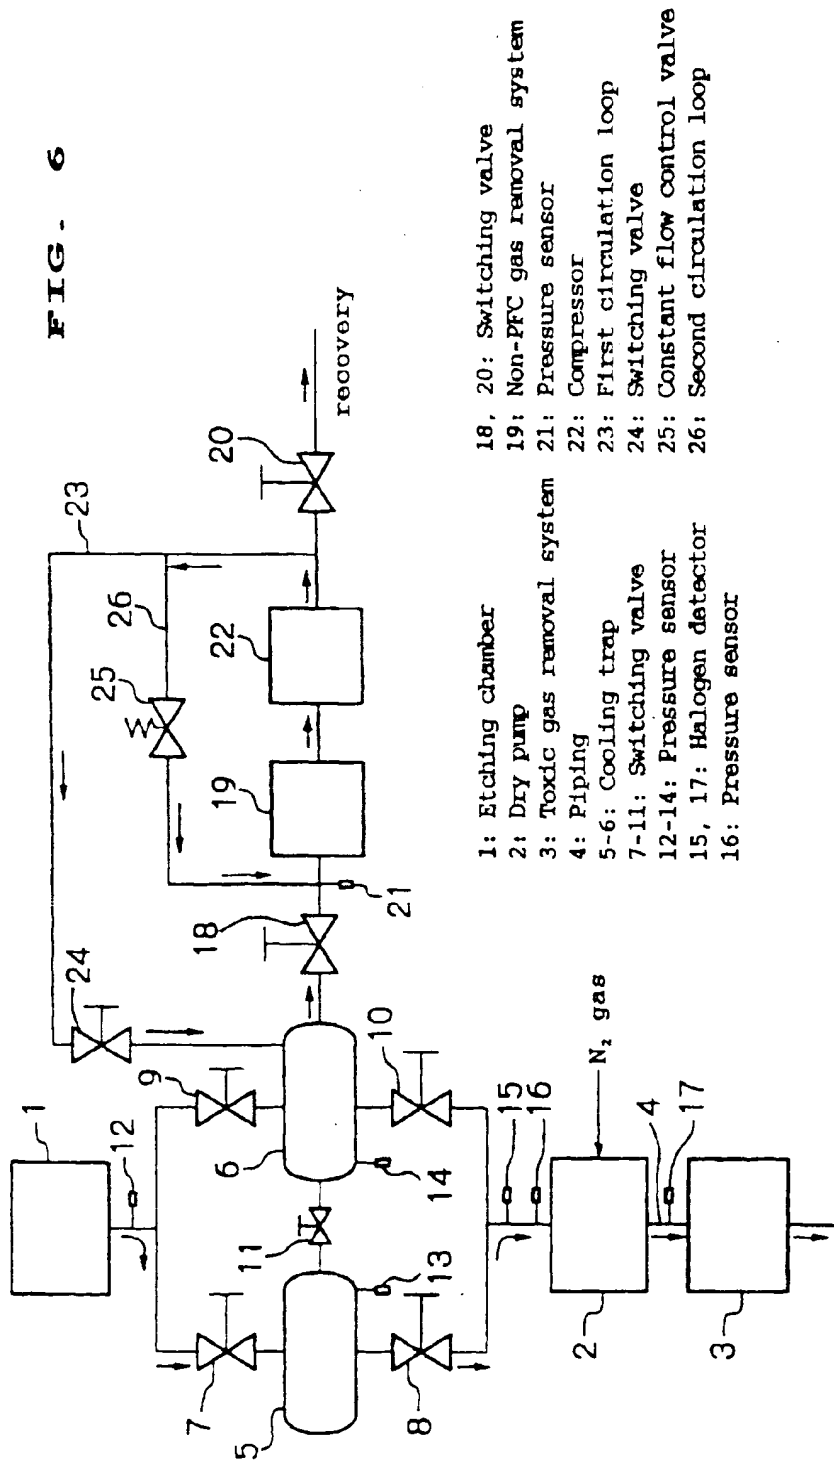 FIG. 6
1
12
7
9
24
23
26
25
20
recovery
22
19
18
21
10
6
14
11
13
5
8
15
16
N₂ gas
4
17
2
3
1: Etching chamber
2: Dry pump
3: Toxic gas removal system
4: Piping
5-6: Cooling trap
7-11: Switching valve
12-14: Pressure sensor
15, 17: Halogen detector
16: Pressure sensor
18, 20: Switching valve
19: Non-PFC gas removal system
21: Pressure sensor
22: Compressor
23: First circulation loop
24: Switching valve
25: Constant flow control valve
26: Second circulation loop